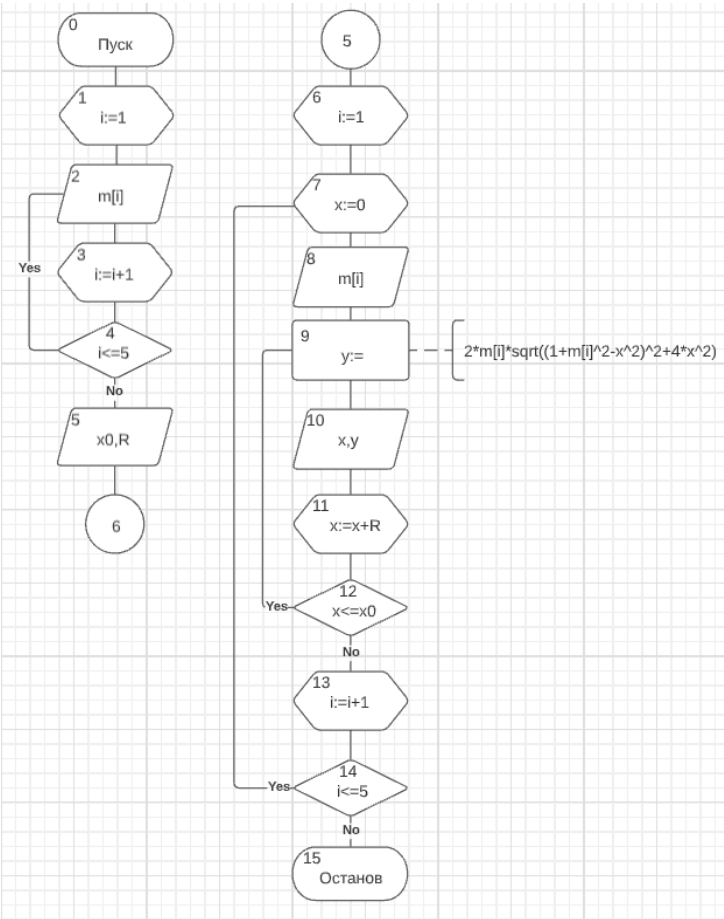 0
Пуск
1
i:=1
2
m[i]
Yes
3
i:=i+1
4
i<=5
No
5
x0,R
6
5
6
i:=1
7
x:=0
8
m[i]
9
y:=
2*m[i]*sqrt((1+m[i]^2-x^2)^2+4*x^2)
10
x,y
11
x:=x+R
12
x<=x0
Yes
No
13
i:=i+1
14
i<=5
Yes
No
15
Останов